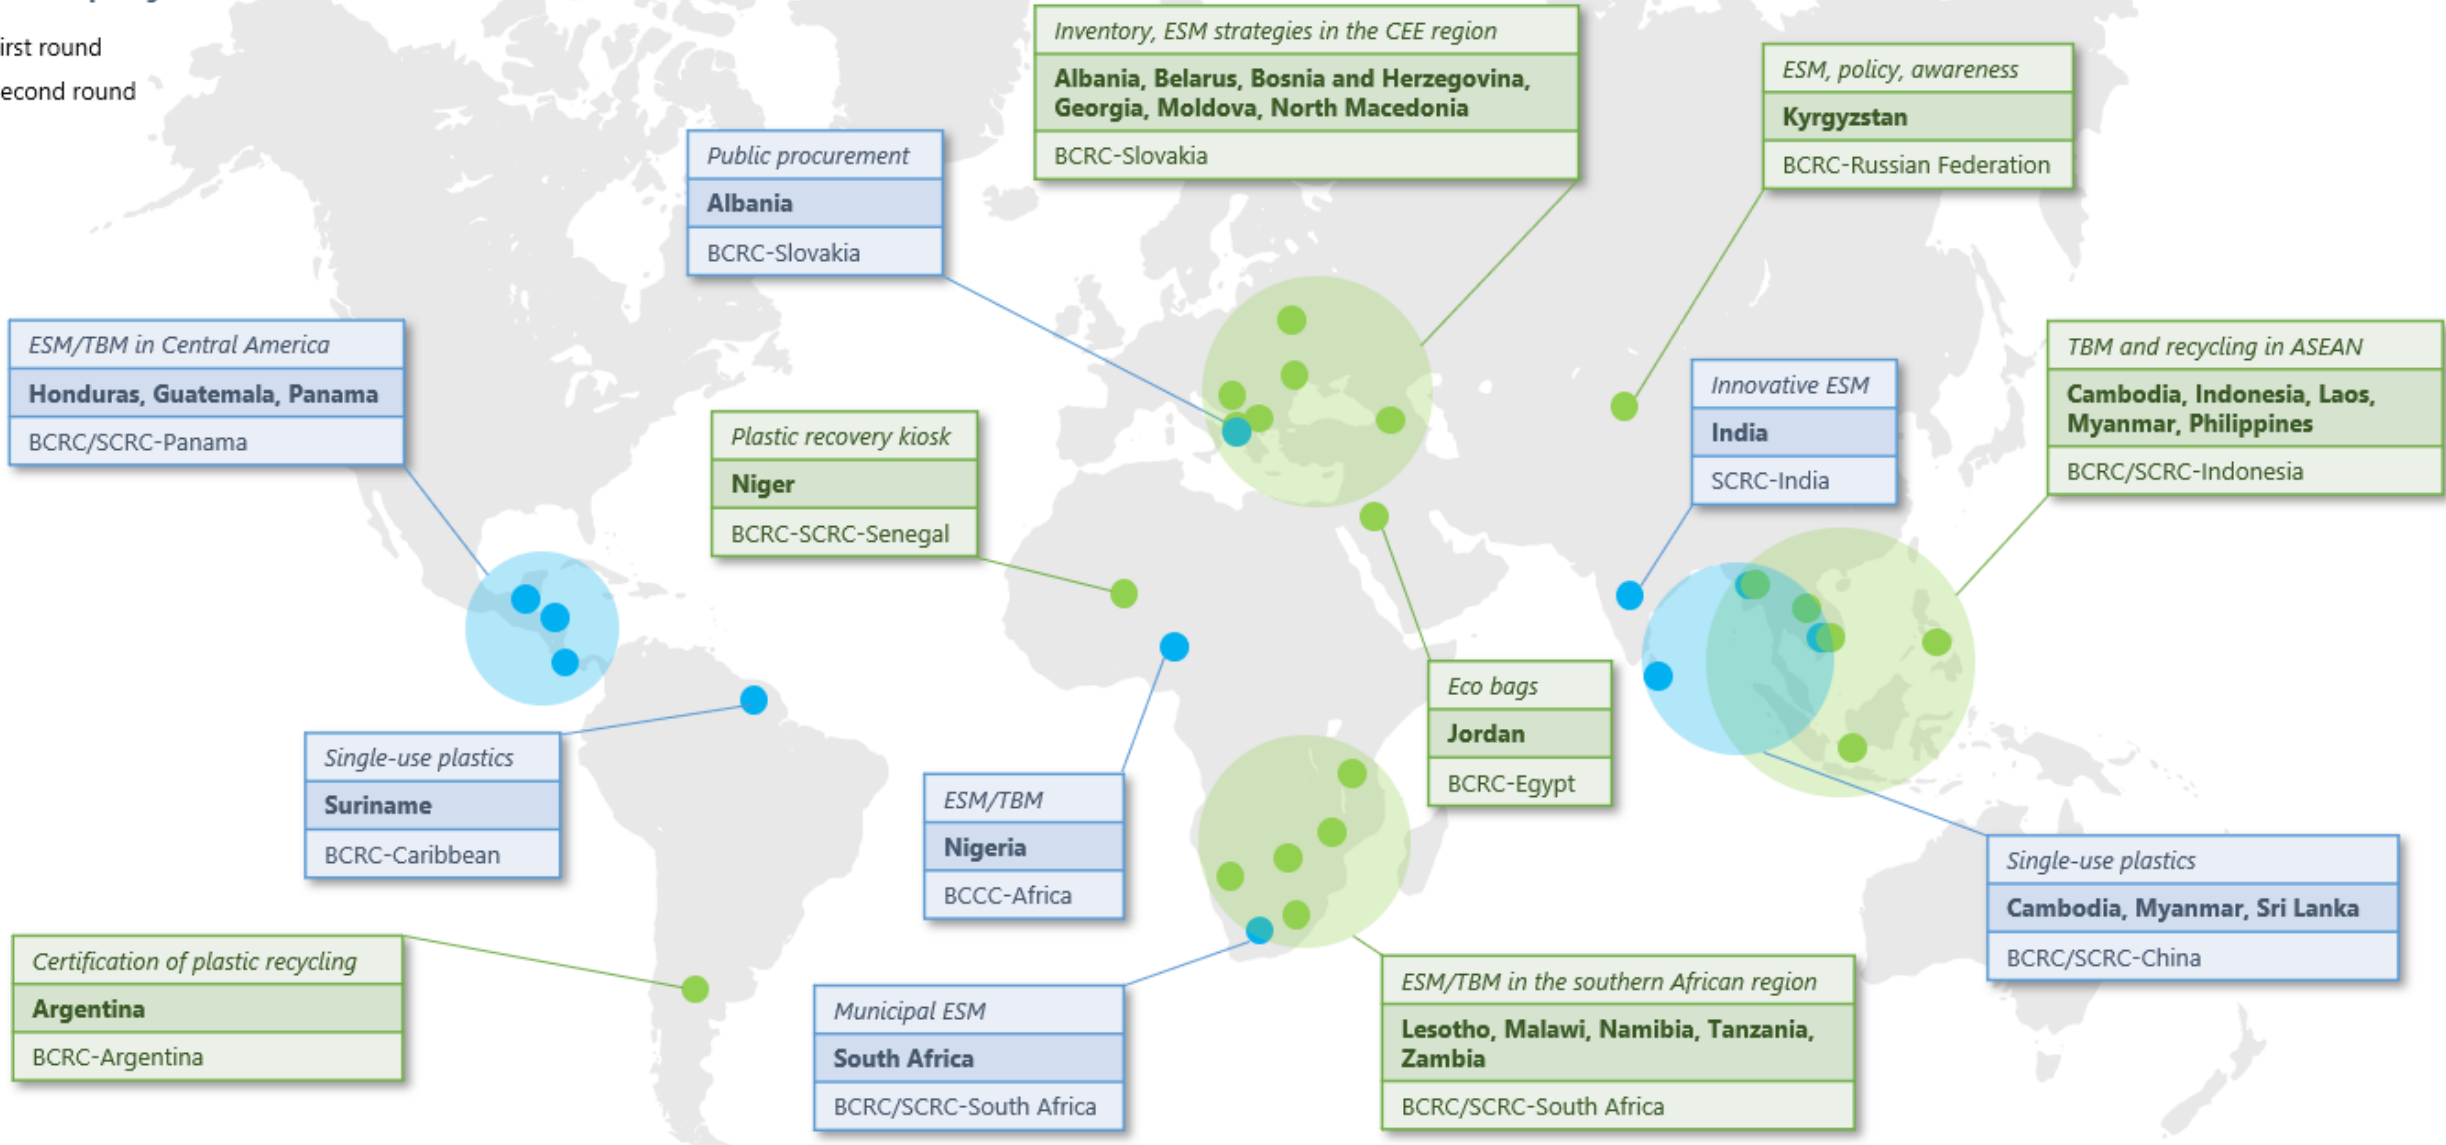 irst round
econd round
Inventory, ESM strategies in the CEE region
Albania, Belarus, Bosnia and Herzegovina,
Georgia, Moldova, North Macedonia
BCRC-Slovakia
ESM, policy, awareness
Kyrgyzstan
BCRC-Russian Federation
Public procurement
Albania
BCRC-Slovakia
ESM/TBM in Central America
Honduras, Guatemala, Panama
BCRC/SCRC-Panama
Plastic recovery kiosk
Niger
BCRC-SCRC-Senegal
Innovative ESM
India
SCRC-India
TBM and recycling in ASEAN
Cambodia, Indonesia, Laos,
Myanmar, Philippines
BCRC/SCRC-Indonesia
Eco bags
Jordan
BCRC-Egypt
Single-use plastics
Suriname
BCRC-Caribbean
ESM/TBM
Nigeria
BCCC-Africa
Single-use plastics
Cambodia, Myanmar, Sri Lanka
BCRC/SCRC-China
Certification of plastic recycling
Argentina
BCRC-Argentina
Municipal ESM
South Africa
BCRC/SCRC-South Africa
ESM/TBM in the southern African region
Lesotho, Malawi, Namibia, Tanzania,
Zambia
BCRC/SCRC-South Africa